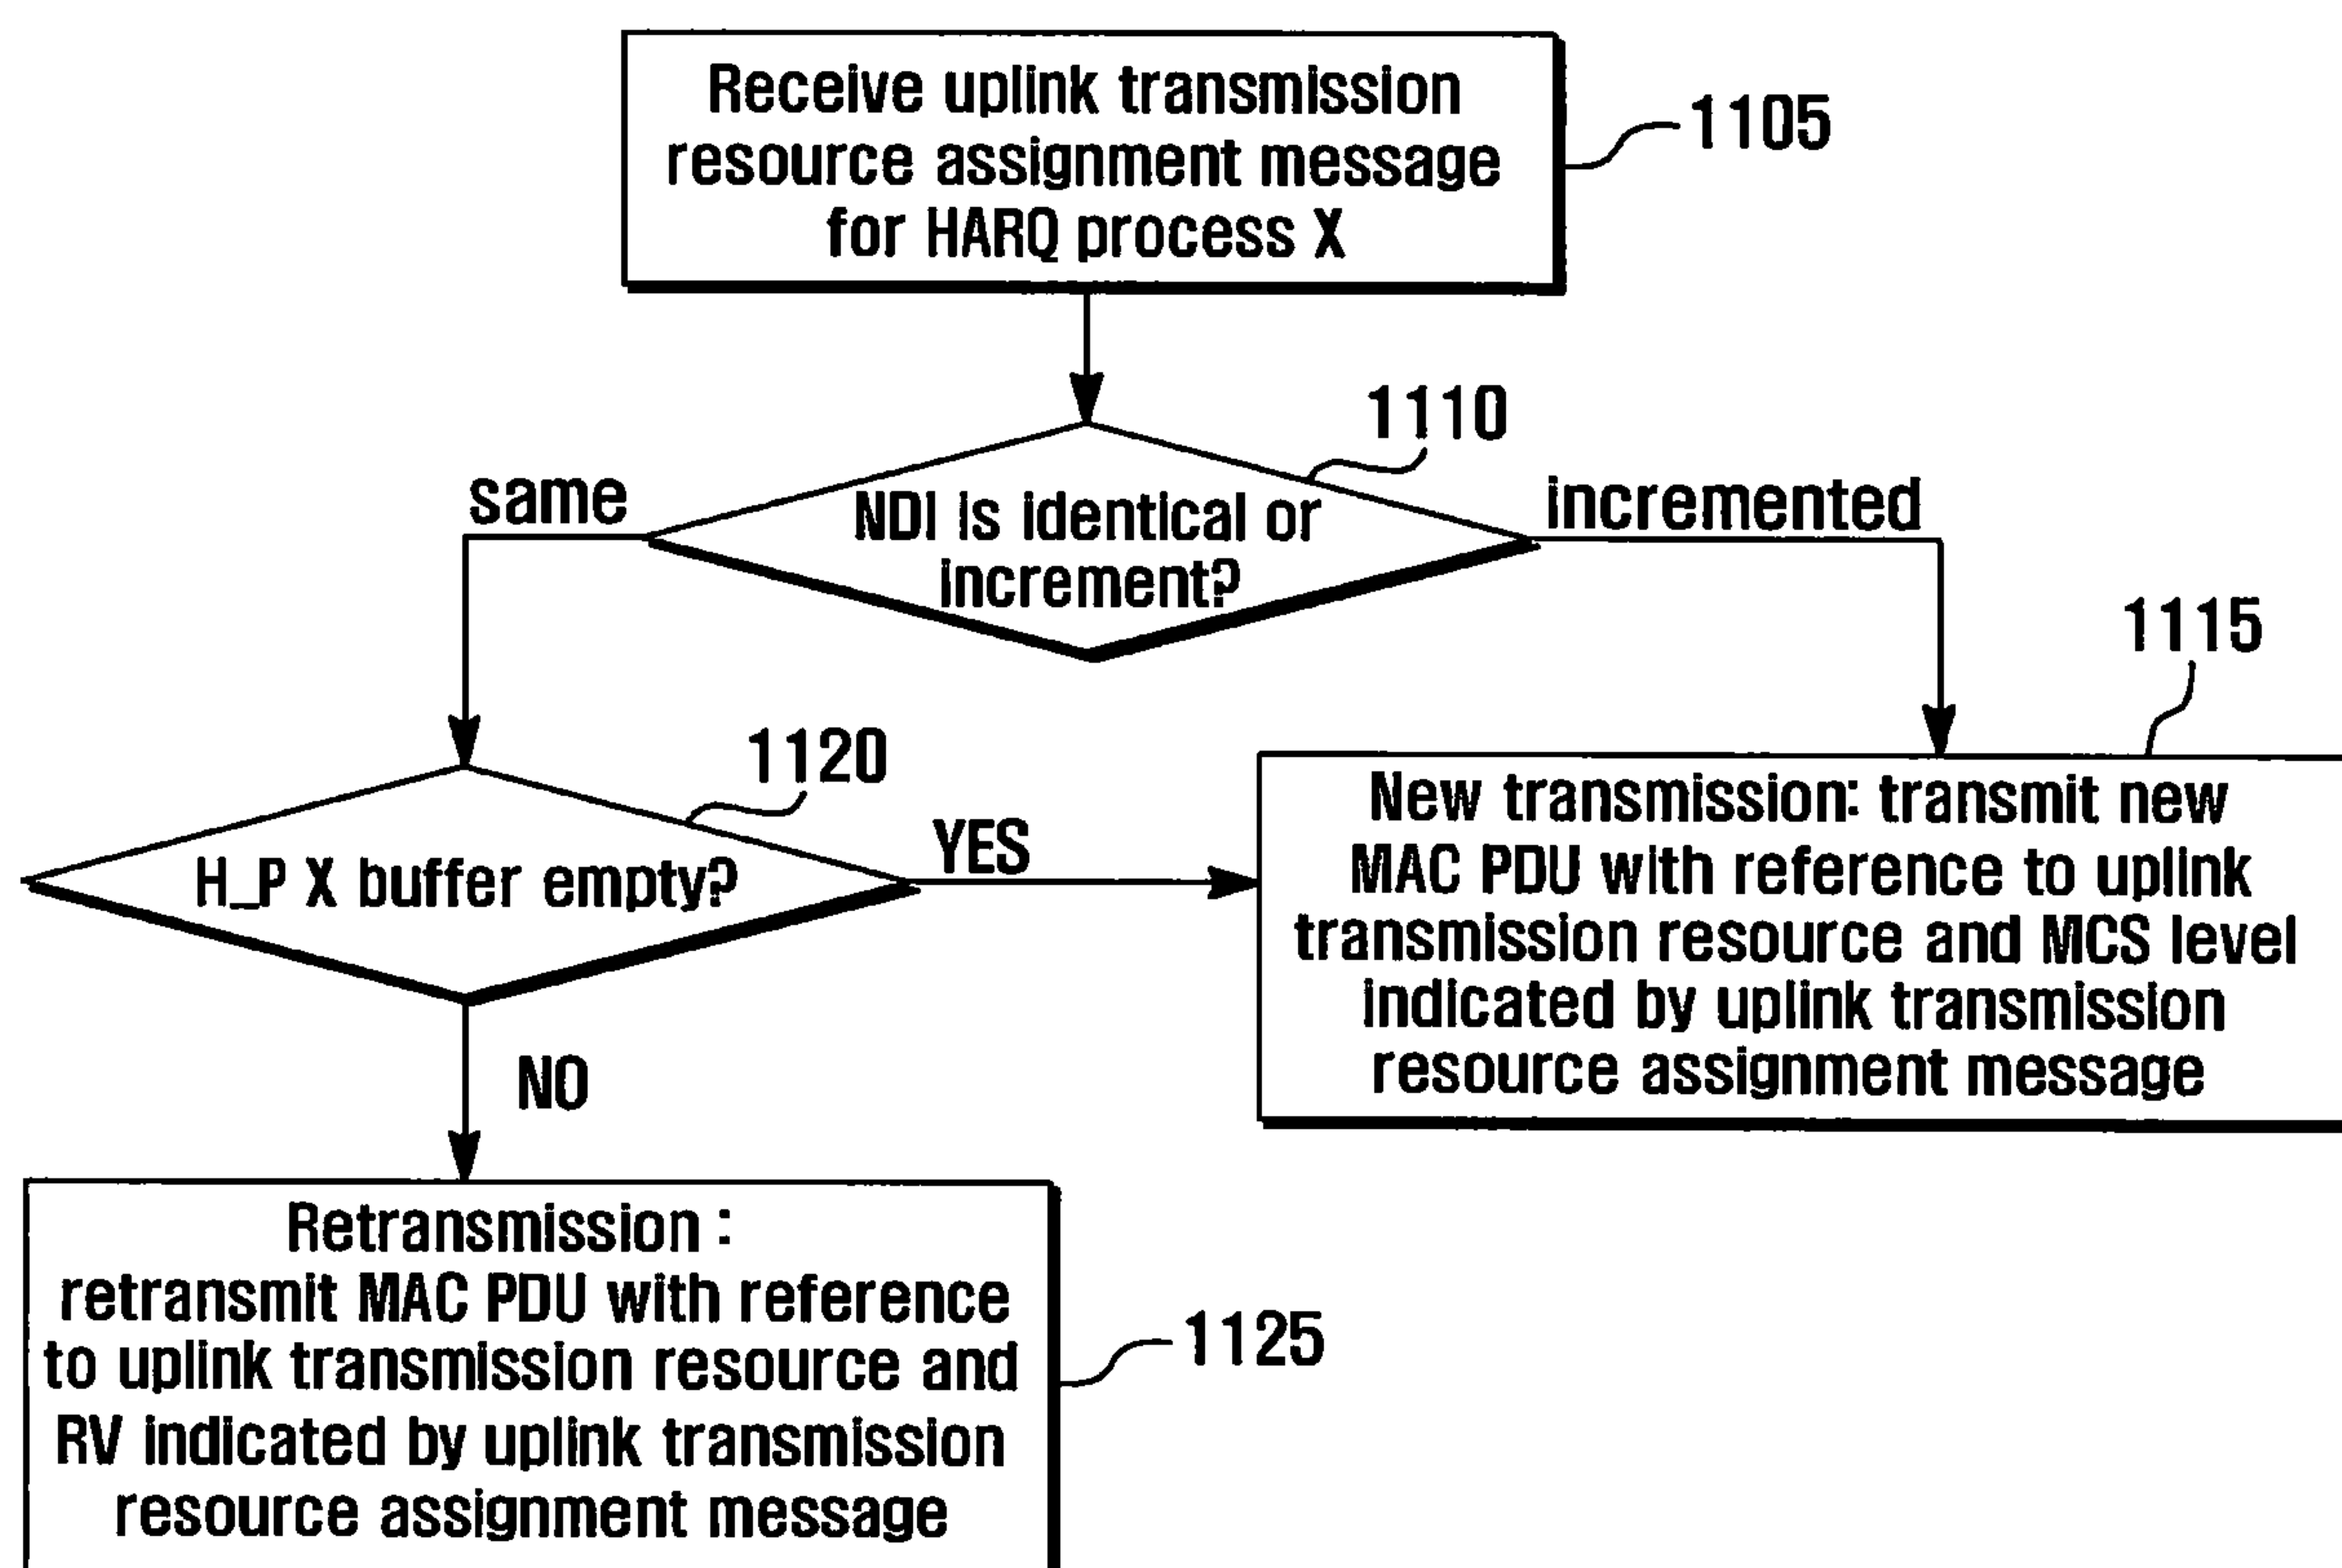 Receive uplink transmission
resource assignment message
for HARQ process X
1105
1110
same
NDI is identical or
increment?
incremented
1115
1120
H_P X buffer empty?
YES
New transmission: transmit new
MAC PDU with reference to uplink
transmission resource and MCS level
indicated by uplink transmission
resource assignment message
NO
Retransmission :
retransmit MAC PDU with reference
to uplink transmission resource and
RV indicated by uplink transmission
resource assignment message
1125